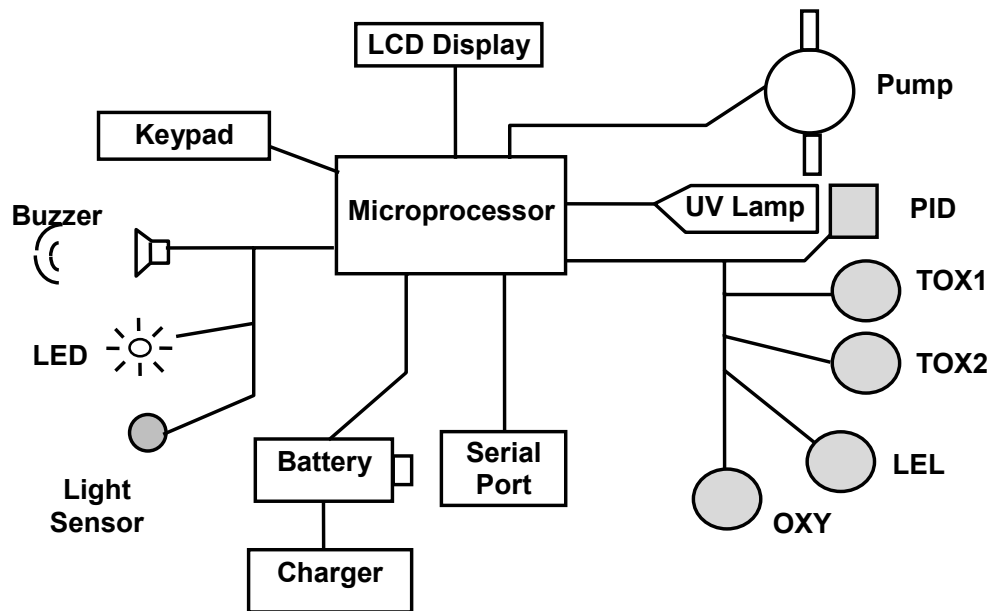 LCD Display
Pump
Keypad
Microprocessor
UV Lamp
PID
Buzzer
TOX1
LED
TOX2
Battery
Serial
Port
LEL
Light
Sensor
OXY
Charger